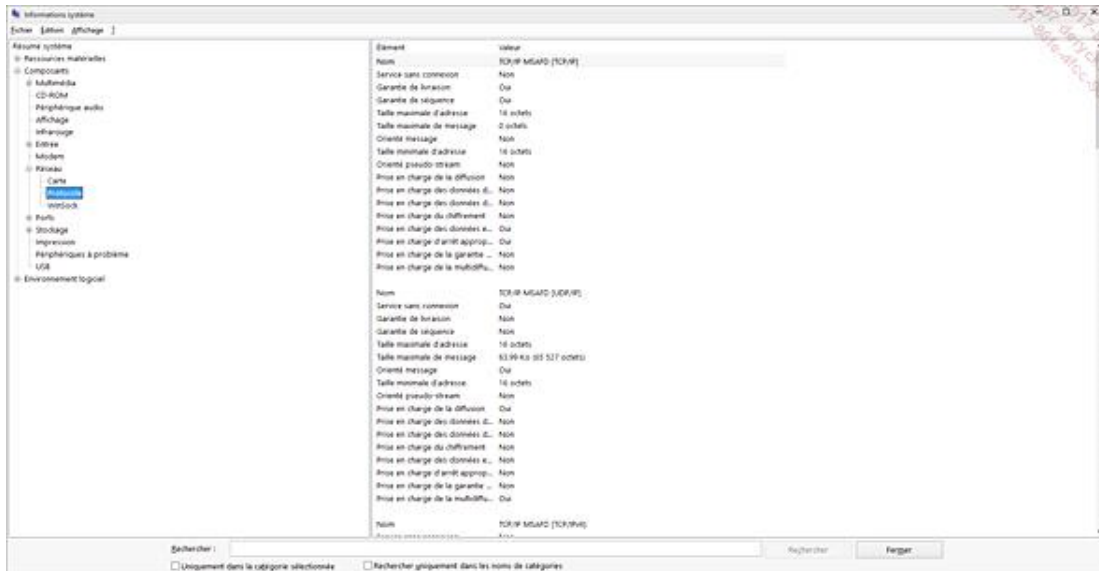 Informations système
Fichier Edition Affichage ?
Résumé système
Ressources matérielles
Composants
Multimédia
CD-ROM
Périphérique audio
Affichage
Infrarouge
Entrée
Modem
Réseau
Carte
Protocole
WinSock
Ports
Stockage
Impression
Périphériques à problème
USB
Environnement logiciel
Élément Valeur
Nom TCP/IP MSAFD [TCP/IP]
Service sans connexion Non
Garantie de livraison Oui
Garantie de séquence Oui
Taille maximale d'adresse 16 octets
Taille maximale de message 0 octets
Orienté message Non
Taille minimale d'adresse 16 octets
Orienté pseudo-stream Non
Prise en charge de la diffusion Non
Prise en charge des données d... Non
Prise en charge des données d... Non
Prise en charge du chiffrement Non
Prise en charge des données e... Oui
Prise en charge d'arrêt approp... Oui
Prise en charge de la garantie ... Non
Prise en charge de la multidiffu... Non
Nom TCP/IP MSAFD [UDP/IP]
Service sans connexion Oui
Garantie de livraison Non
Garantie de séquence Non
Taille maximale d'adresse 16 octets
Taille maximale de message 63,99 Ko (65 527 octets)
Orienté message Oui
Taille minimale d'adresse 16 octets
Orienté pseudo-stream Non
Prise en charge de la diffusion Oui
Prise en charge des données d... Non
Prise en charge des données d... Non
Prise en charge du chiffrement Non
Prise en charge des données e... Non
Prise en charge d'arrêt approp... Non
Prise en charge de la garantie ... Non
Prise en charge de la multidiffu... Oui
Nom TCP/IP MSAFD [TCP/IPv6]
Rechercher : Rechercher Fermer
Uniquement dans la catégorie sélectionnée Rechercher uniquement dans les noms de catégories